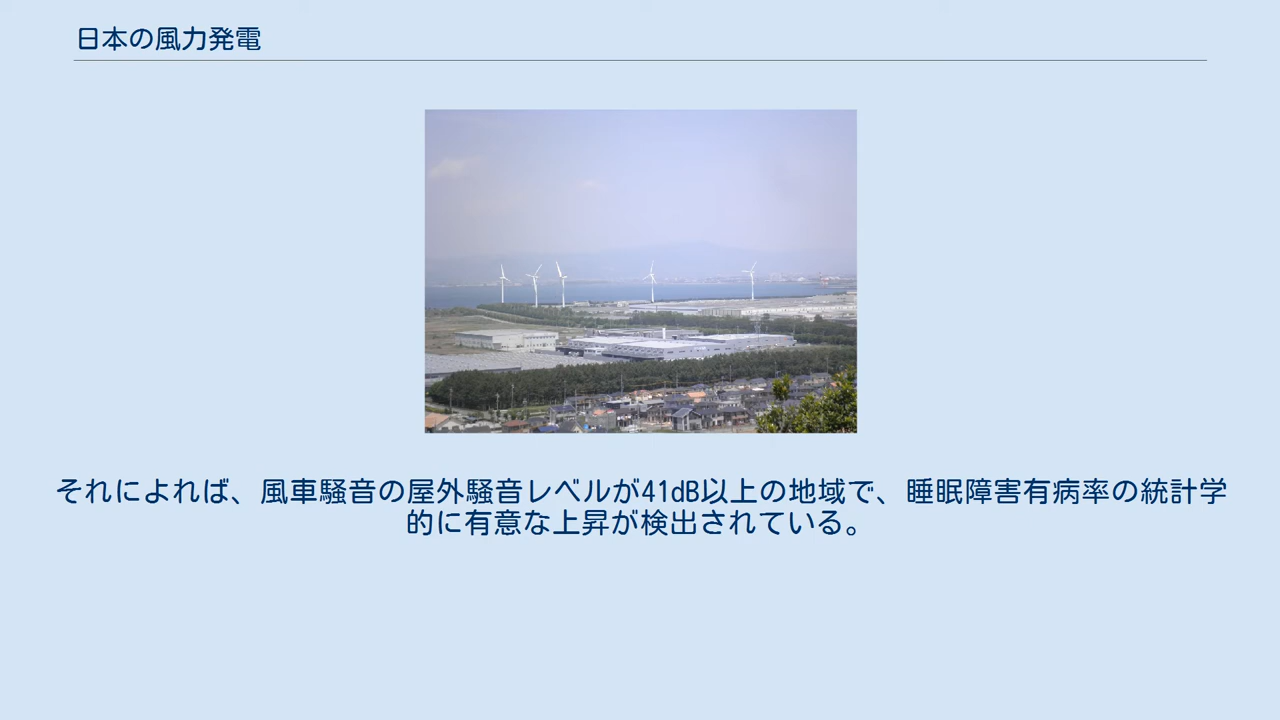 日本の風力発電
それによれば、風車騒音の屋外騒音レベルが41dB以上の地域で、睡眠障害有病率の統計学
的に有意な上昇が検出されている。